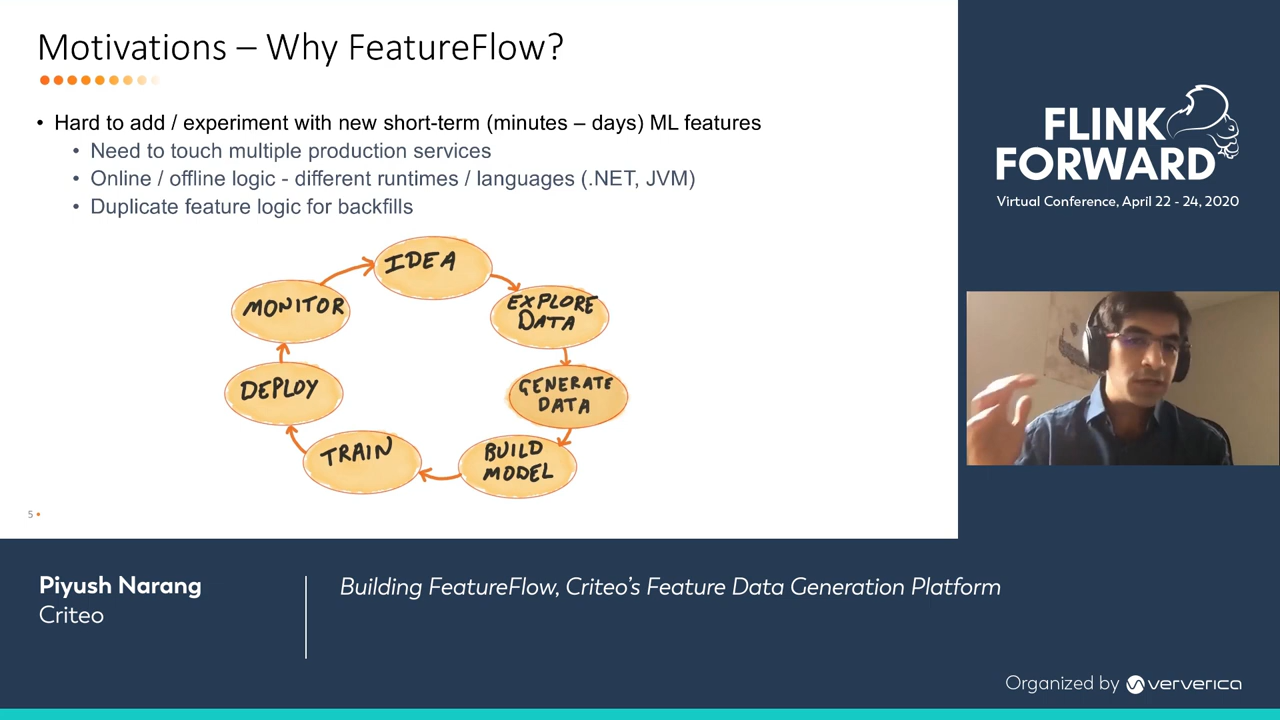 Motivations – Why FeatureFlow?
• Hard to add / experiment with new short-term (minutes – days) ML features
• Need to touch multiple production services
• Online / offline logic - different runtimes / languages (.NET, JVM)
• Duplicate feature logic for backfills
IDEA
EXPLORE
DATA
GENERATE
DATA
BUILD
MODEL
TRAIN
DEPLOY
MONITOR
5
FLINK
FORWARD
Virtual Conference, April 22 - 24, 2020
Piyush Narang
Criteo
Building FeatureFlow, Criteo’s Feature Data Generation Platform
Organized by ververica